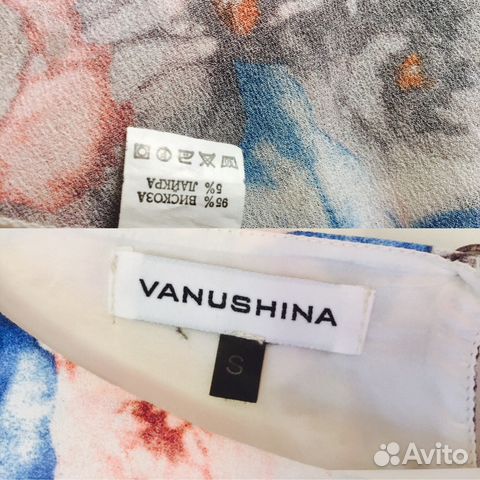 95% ВИСКОЗА
5% ЛАЙКРА
VANUSHINA
S
Avito